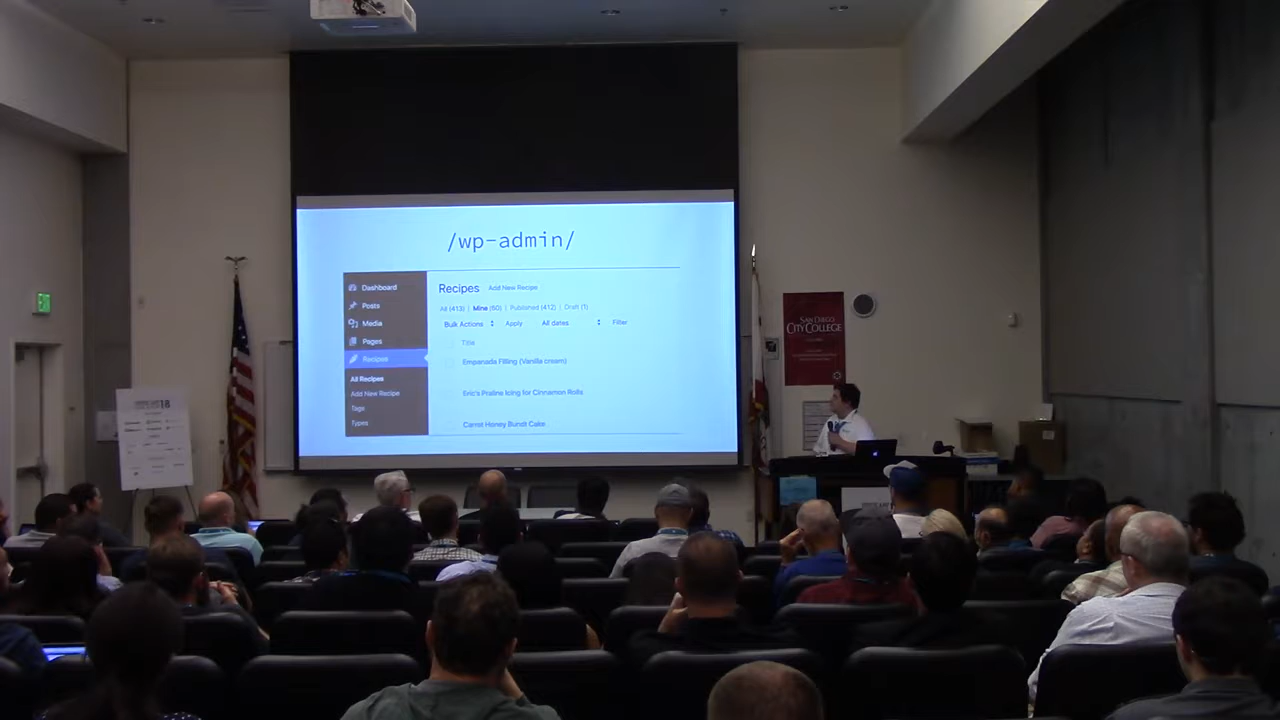 /wp-admin/
Dashboard
Posts
Media
Pages
Recipes
All Recipes
Add New Recipe
Tags
Types
Recipes Add New Recipe
All (413) | Mine (60) | Published (412) | Draft (1)
Bulk Actions Apply All dates Filter
Title
Empanada Filling (Vanilla cream)
Eric's Praline Icing for Cinnamon Rolls
Carrot Honey Bundt Cake
SAN DIEGO
CITY COLLEGE
18